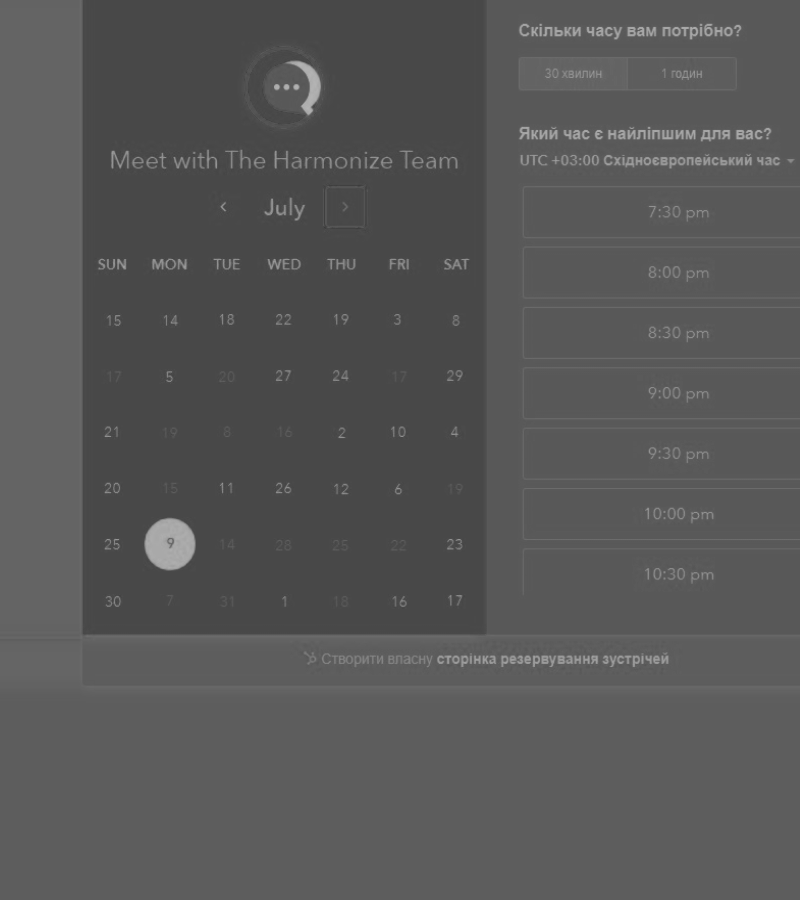 Meet with The Harmonize Team
July
SUN MON TUE WED THU FRI SAT
15 14 18 22 19 3 8
17 5 20 27 24 17 29
21 19 8 16 2 10 4
20 15 11 26 12 6 19
25 9 14 28 25 22 23
30 7 31 1 18 16 17
Скільки часу вам потрібно?
30 хвилин 1 годин
Який час є найліпшим для вас?
UTC +03:00 Східноєвропейський час
7:30 pm
8:00 pm
8:30 pm
9:00 pm
9:30 pm
10:00 pm
10:30 pm
Створити власну сторінка резервування зустрічей